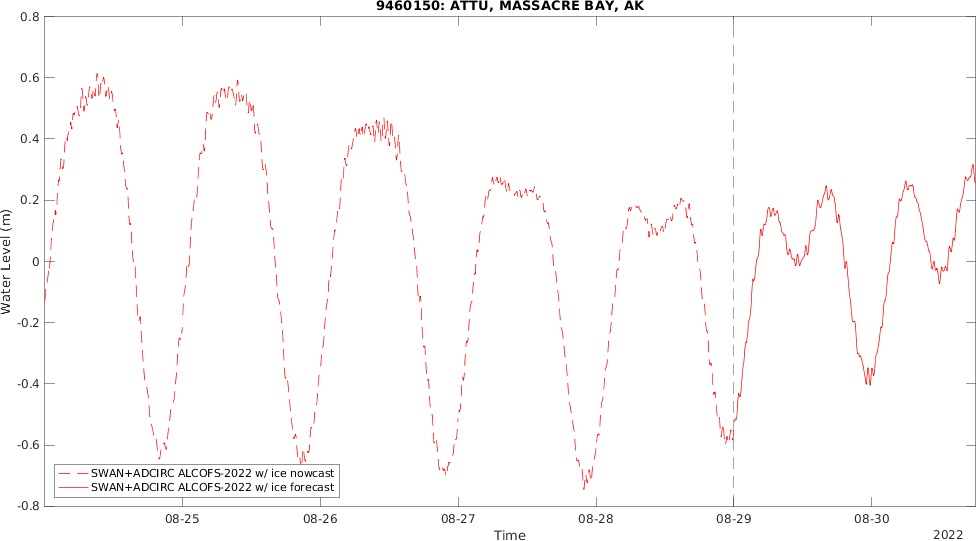 9460150: ATTU, MASSACRE BAY, AK
0.8
0.6
0.4
0.2
0
-0.2
-0.4
-0.6
-0.8
Water Level (m)
SWAN+ADCIRC ALCOFS-2022 w/ ice nowcast
SWAN+ADCIRC ALCOFS-2022 w/ ice forecast
08-25 08-26 08-27 08-28 08-29 08-30
Time
2022